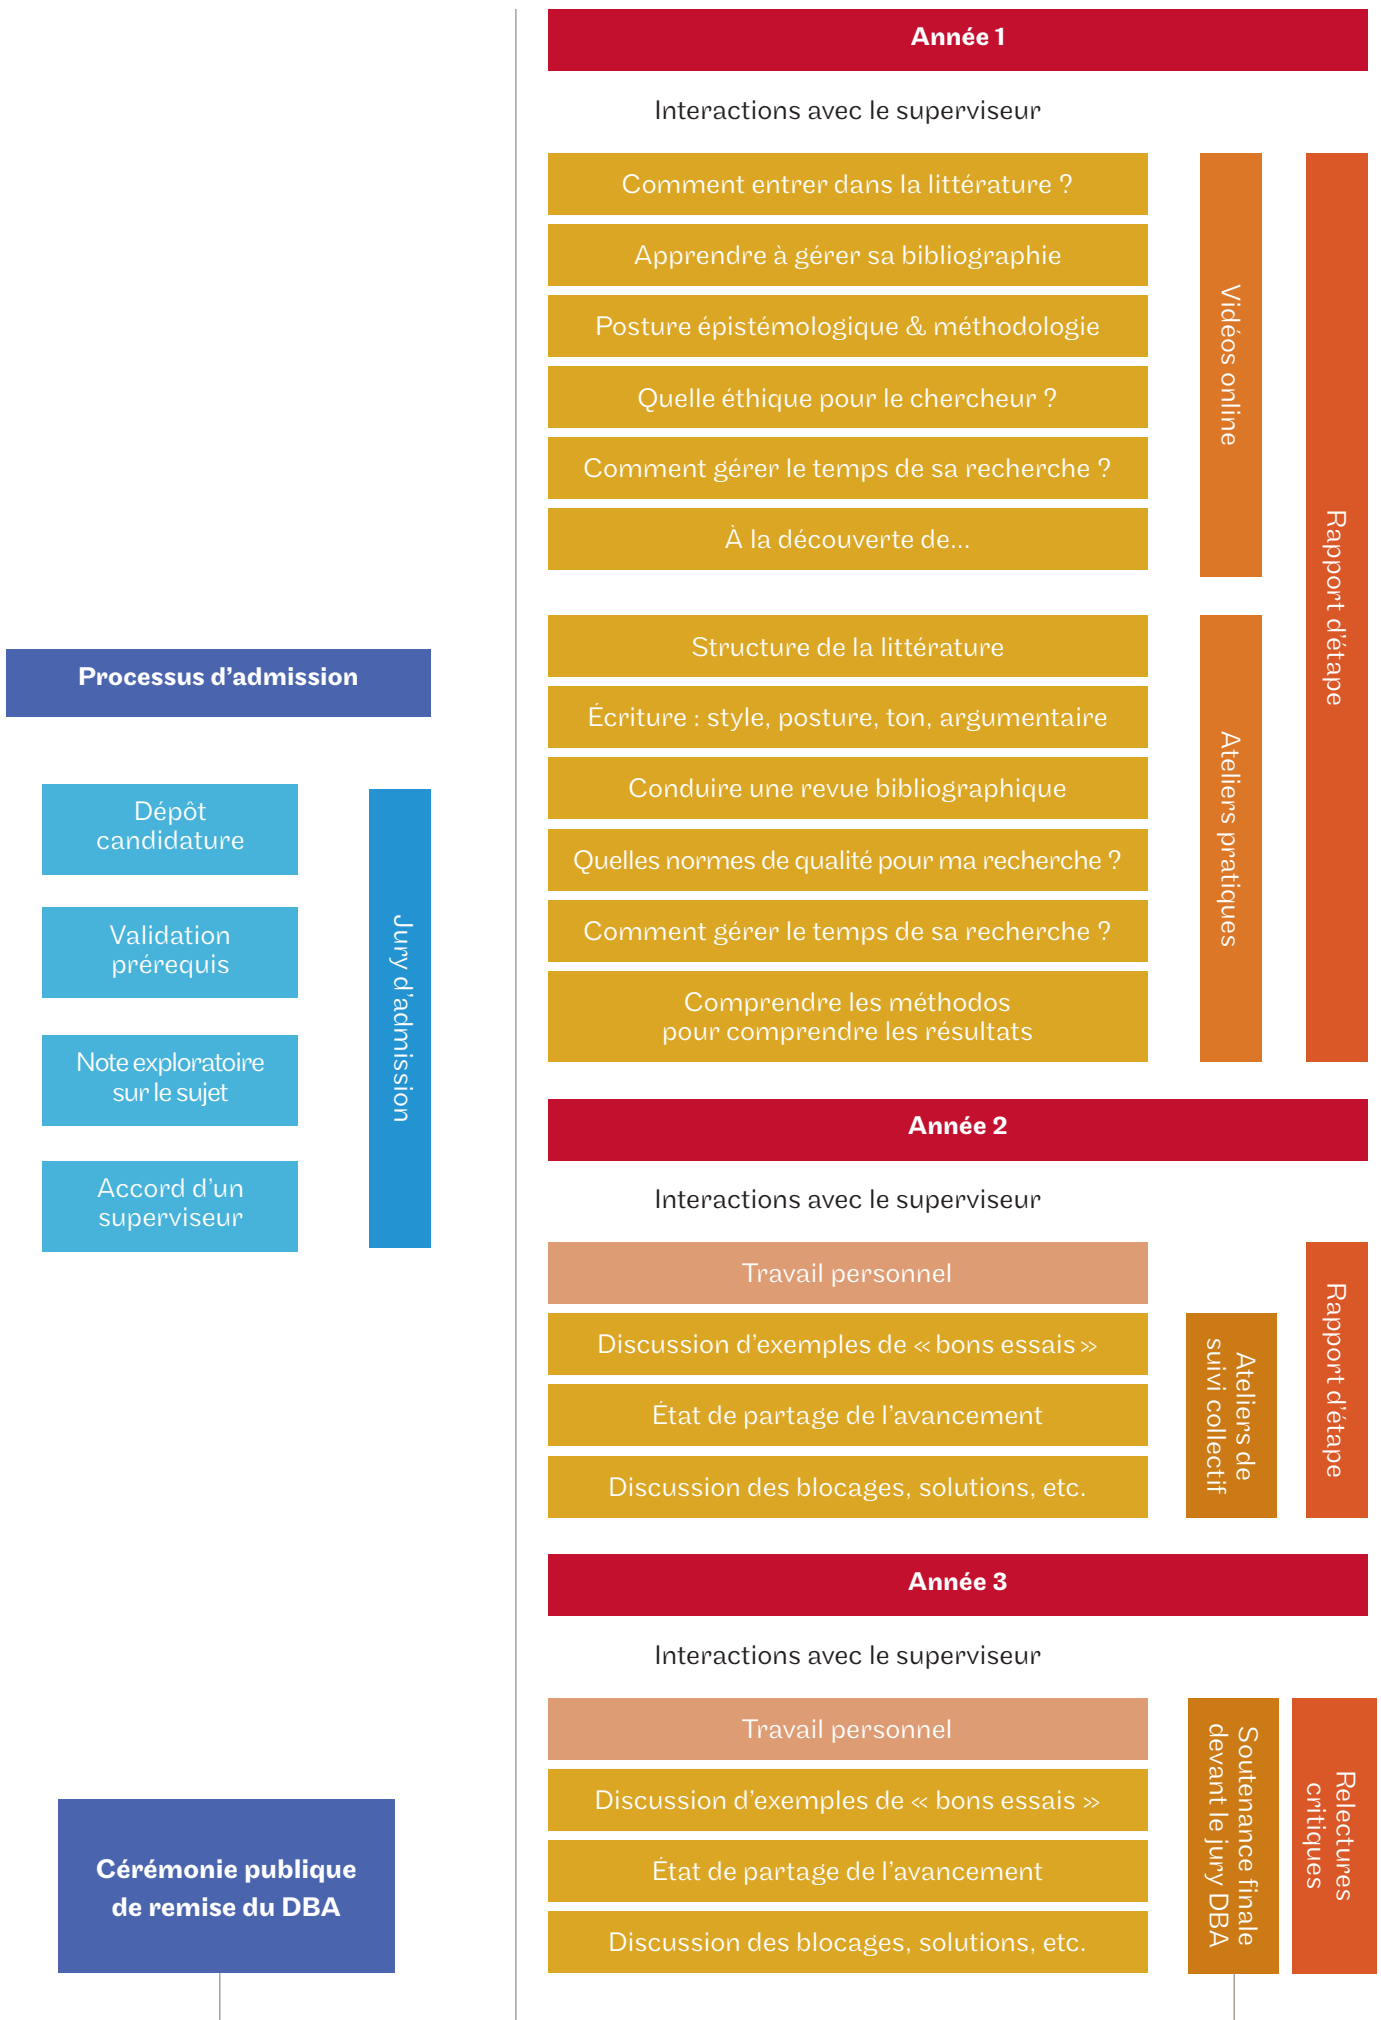 Processus d’admission
Dépôt
candidature
Validation
prérequis
Note exploratoire
sur le sujet
Accord d’un
superviseur
Jury d’admission
Cérémonie publique
de remise du DBA
Année 1
Interactions avec le superviseur
Comment entrer dans la littérature ?
Apprendre à gérer sa bibliographie
Posture épistémologique & méthodologie
Quelle éthique pour le chercheur ?
Comment gérer le temps de sa recherche ?
À la découverte de...
Vidéos online
Structure de la littérature
Écriture : style, posture, ton, argumentaire
Conduire une revue bibliographique
Quelles normes de qualité pour ma recherche ?
Comment gérer le temps de sa recherche ?
Comprendre les méthodos
pour comprendre les résultats
Ateliers pratiques
Rapport d’étape
Année 2
Interactions avec le superviseur
Travail personnel
Discussion d’exemples de « bons essais »
État de partage de l’avancement
Discussion des blocages, solutions, etc.
Ateliers de
suivi collectif
Rapport d’étape
Année 3
Interactions avec le superviseur
Travail personnel
Discussion d’exemples de « bons essais »
État de partage de l’avancement
Discussion des blocages, solutions, etc.
Soutenance finale
devant le jury DBA
Relectures
critiques